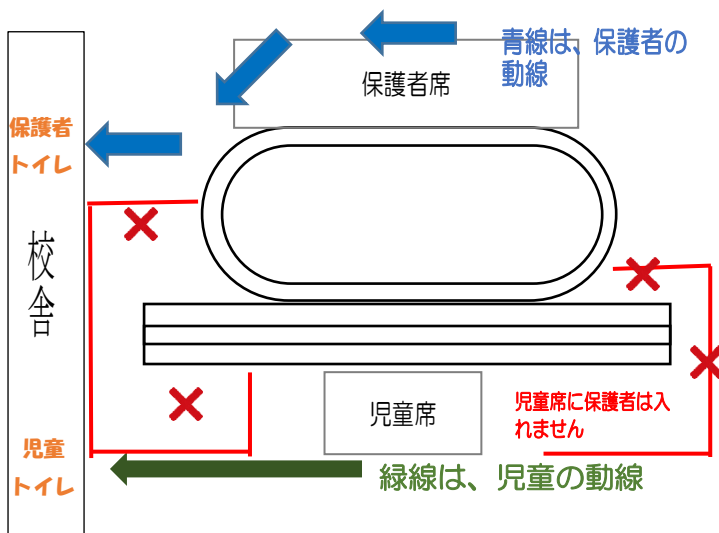 青線は、保護者の
動線
保護者席
保護者
トイレ
校舎
児童席
児童席に保護者は入
れません
児童
トイレ
緑線は、児童の動線